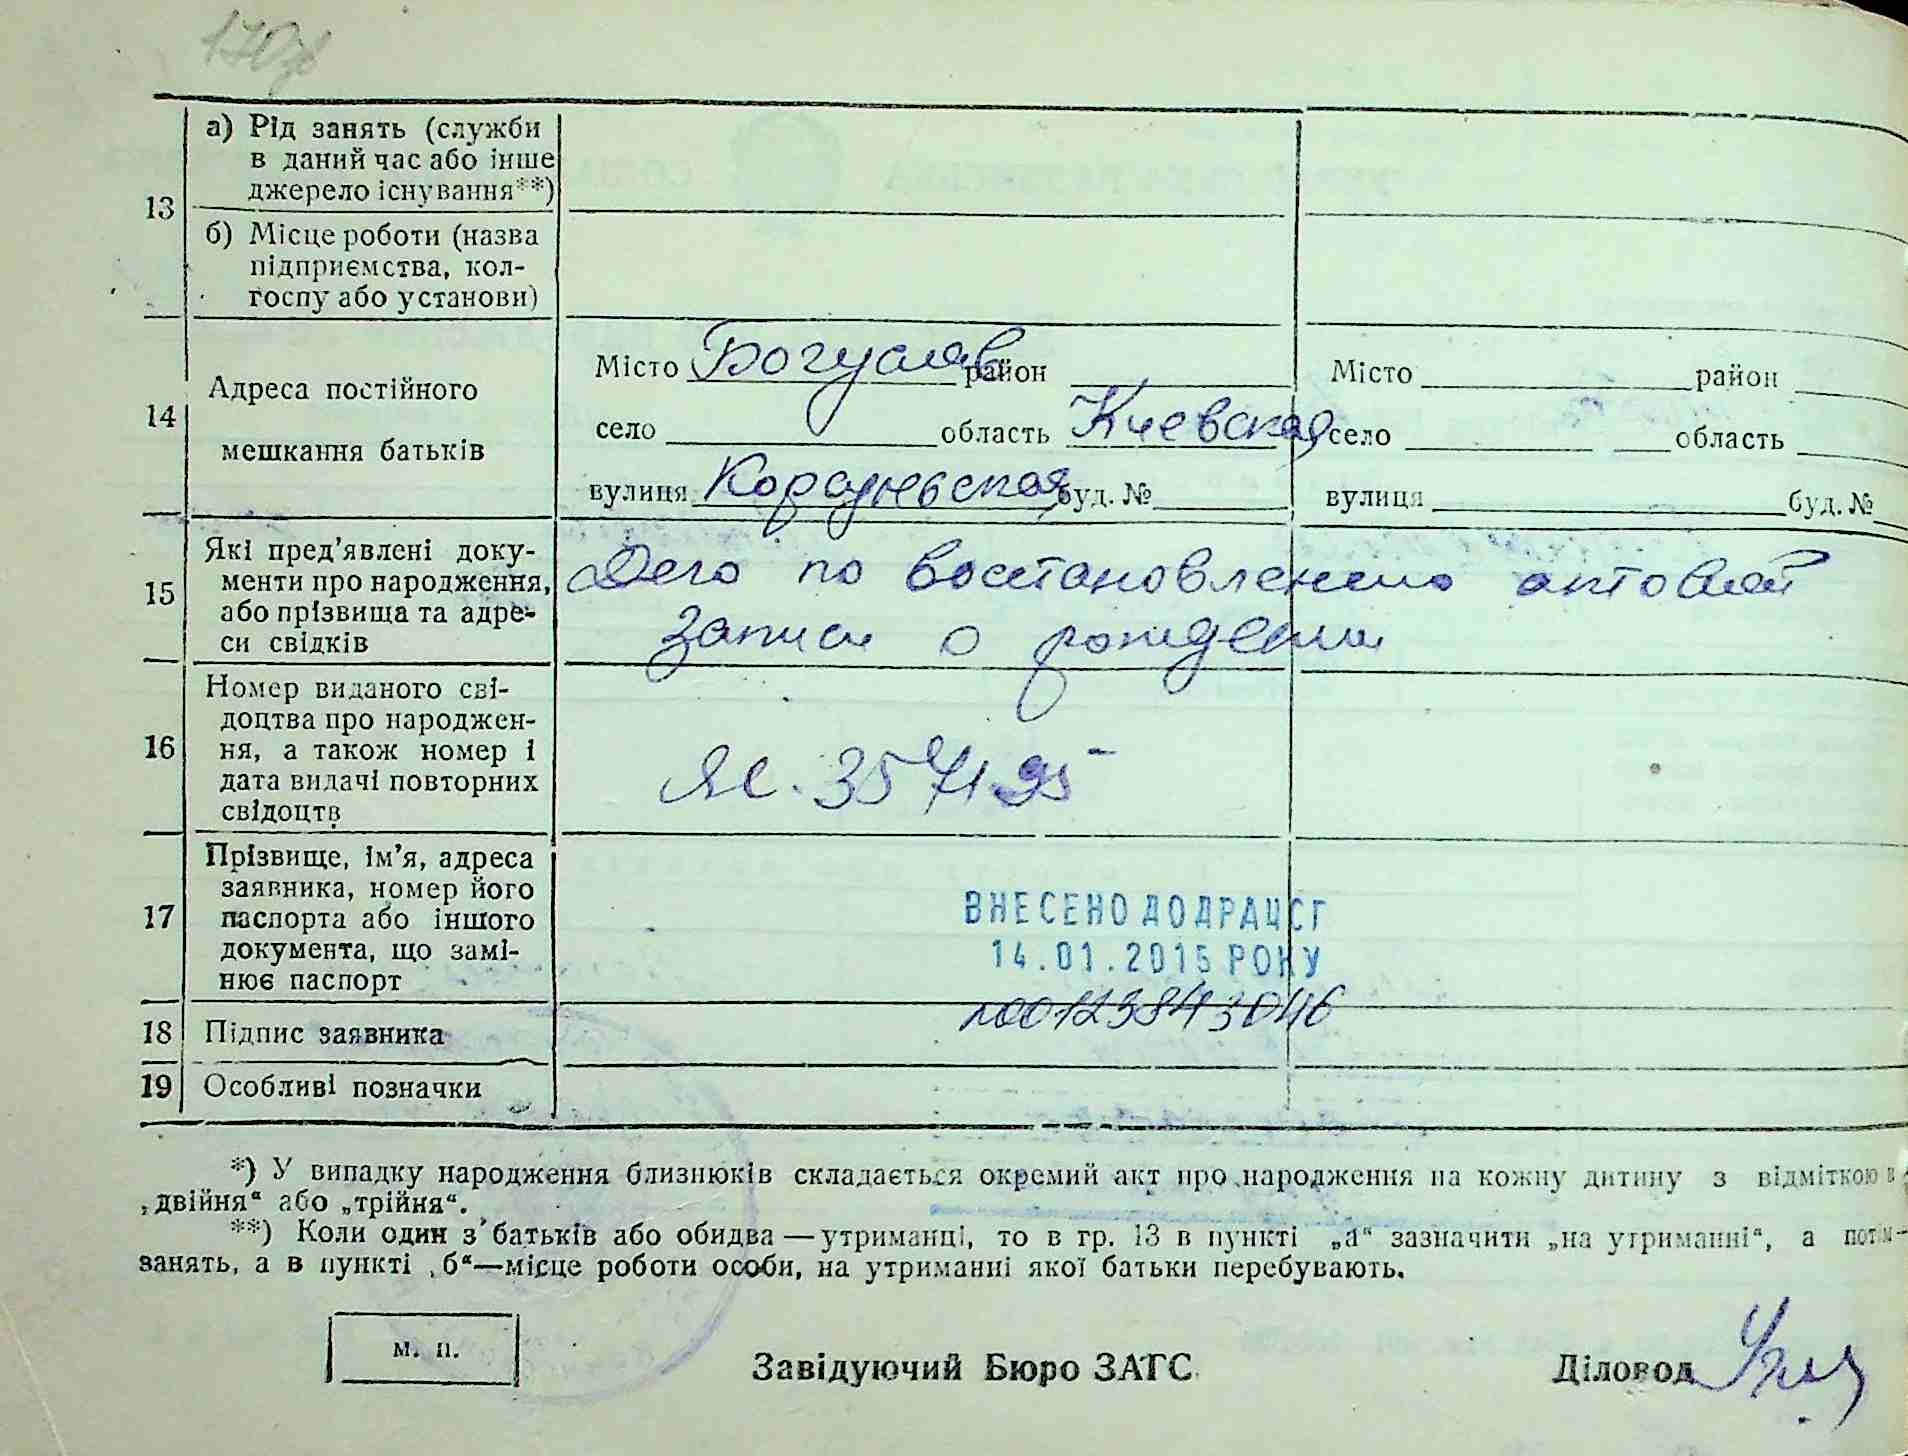 170
13
а) Рід занять (служби
в даний час або інше
джерело існування**)
б) Місце роботи (назва
підприємства, кол-
госпу або установи)
14
Адреса постійного
мешкання батьків
Місто Богуслав район
село область Киевская
вулиця буд. №
Місто район
село область
вулиця буд. №
15
Які пред’явлені доку-
менти про народження,
або прізвища та адре-
си свідків
Дело по восстановлению актовой
записи о рождении
16
Номер виданого сві-
доцтва про народжен-
ня, а також номер і
дата видачі повторних
свідоцтв
17
Прізвище, ім’я, адреса
заявника, номер його
паспорта або іншого
документа, що замі-
нює паспорт
ВНЕСЕНО ДО ДРАЦСГ
14.01.2015 РОКУ
18 Підпис заявника
19 Особливі позначки
*) У випадку народження близнюків складається окремий акт про народження на кожну дитину з відміткою в
„двійня“ або „трійня“.
**) Коли один з батьків або обидва — утриманці, то в гр. 13 в пункті „а“ зазначити „на утриманні“, а потім
занять, а в пункті „б“—місце роботи особи, на утриманні якої батьки перебувають.
м. п.
Завідуючий Бюро ЗАГС
Діловод